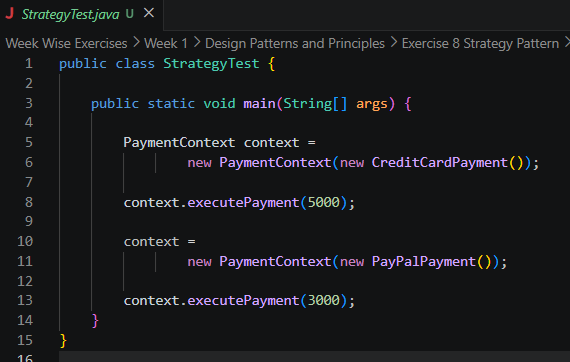 J StrategyTest.java U ×
Week Wise Exercises > Week 1 > Design Patterns and Principles > Exercise 8 Strategy Pattern >
1 public class StrategyTest {
2
3 public static void main(String[] args) {
4
5 PaymentContext context =
6 new PaymentContext(new CreditCardPayment());
7
8 context.executePayment(5000);
9
10 context =
11 new PaymentContext(new PayPalPayment());
12
13 context.executePayment(3000);
14 }
15 }
16